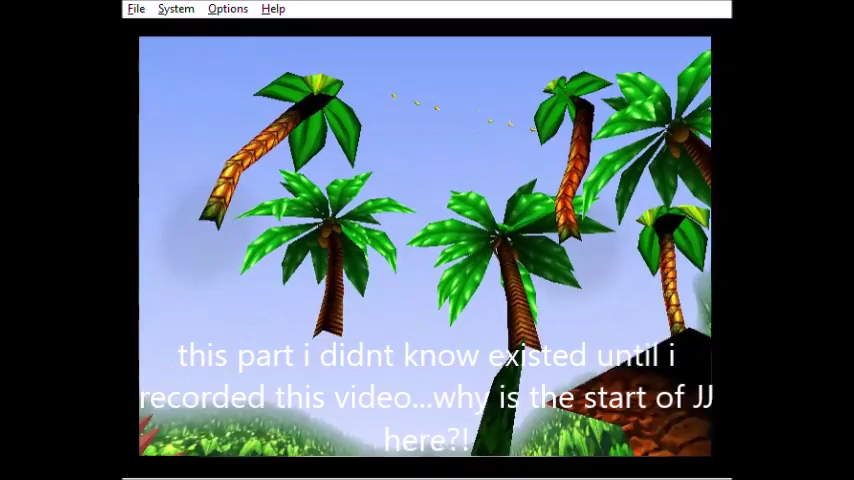 File System Options Help
this part i didnt know existed until i
recorded this video...why is the start of JJ
here?!